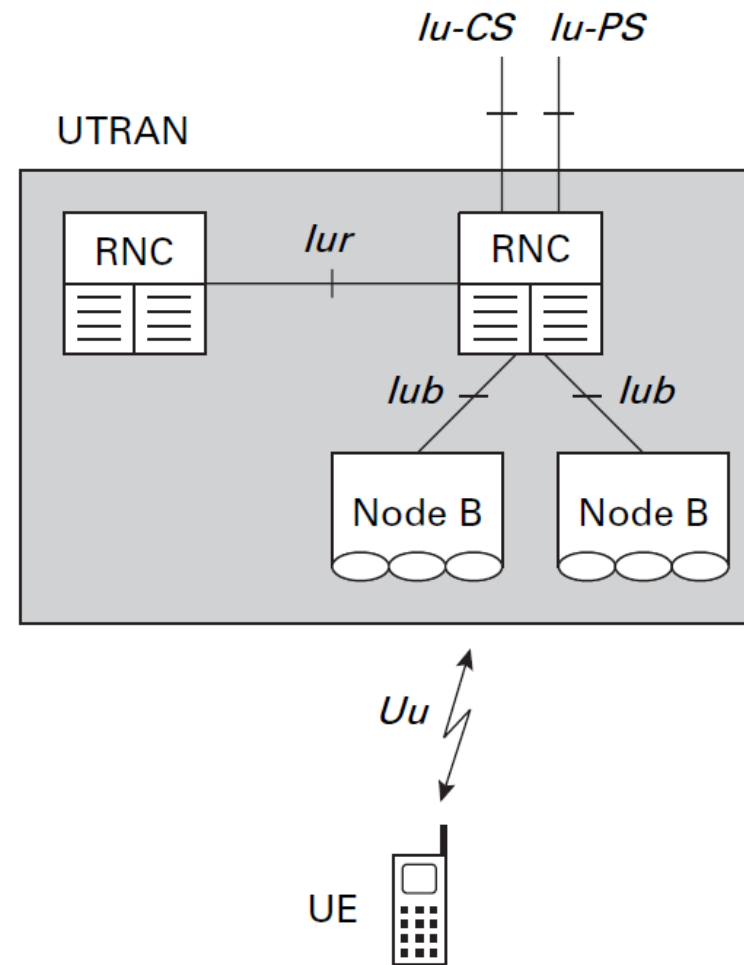 Iu-CS Iu-PS
UTRAN
RNC
Iur
RNC
Iub
Iub
Node B
Node B
Uu
UE